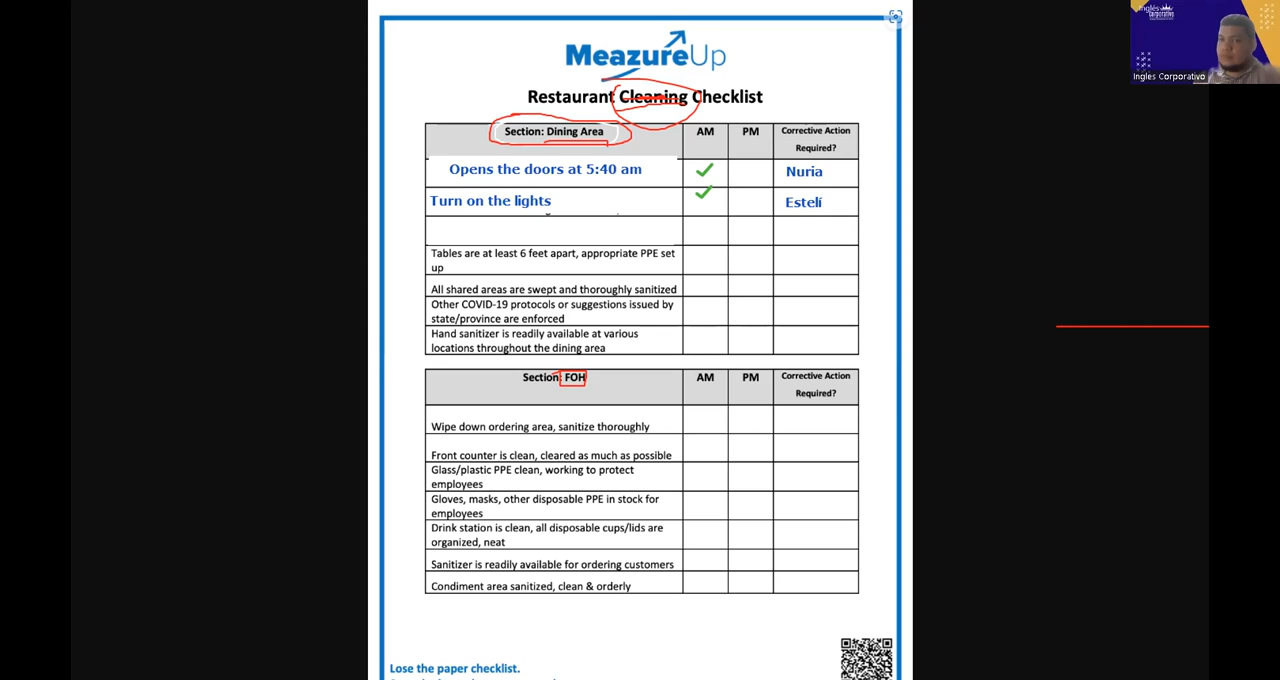 Inglés
Corporativo
Ingles Corporativo
MeazureUp
Restaurant Cleaning Checklist
Section: Dining Area AM PM Corrective Action
Required?
Opens the doors at 5:40 am Nuria
Turn on the lights Estelí
Tables are at least 6 feet apart, appropriate PPE set
up
All shared areas are swept and thoroughly sanitized
Other COVID-19 protocols or suggestions issued by
state/province are enforced
Hand sanitizer is readily available at various
locations throughout the dining area
Section: FOH AM PM Corrective Action
Required?
Wipe down ordering area, sanitize thoroughly
Front counter is clean, cleared as much as possible
Glass/plastic PPE clean, working to protect
employees
Gloves, masks, other disposable PPE in stock for
employees
Drink station is clean, all disposable cups/lids are
organized, neat
Sanitizer is readily available for ordering customers
Condiment area sanitized, clean & orderly
Lose the paper checklist.